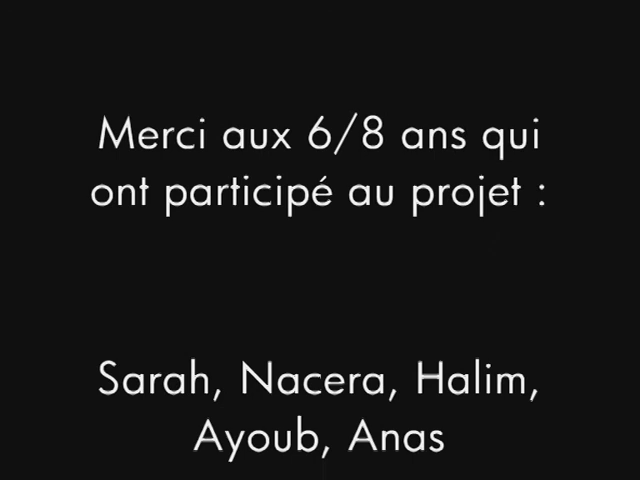 Merci aux 6/8 ans qui
ont participé au projet :
Sarah, Nacera, Halim,
Ayoub, Anas